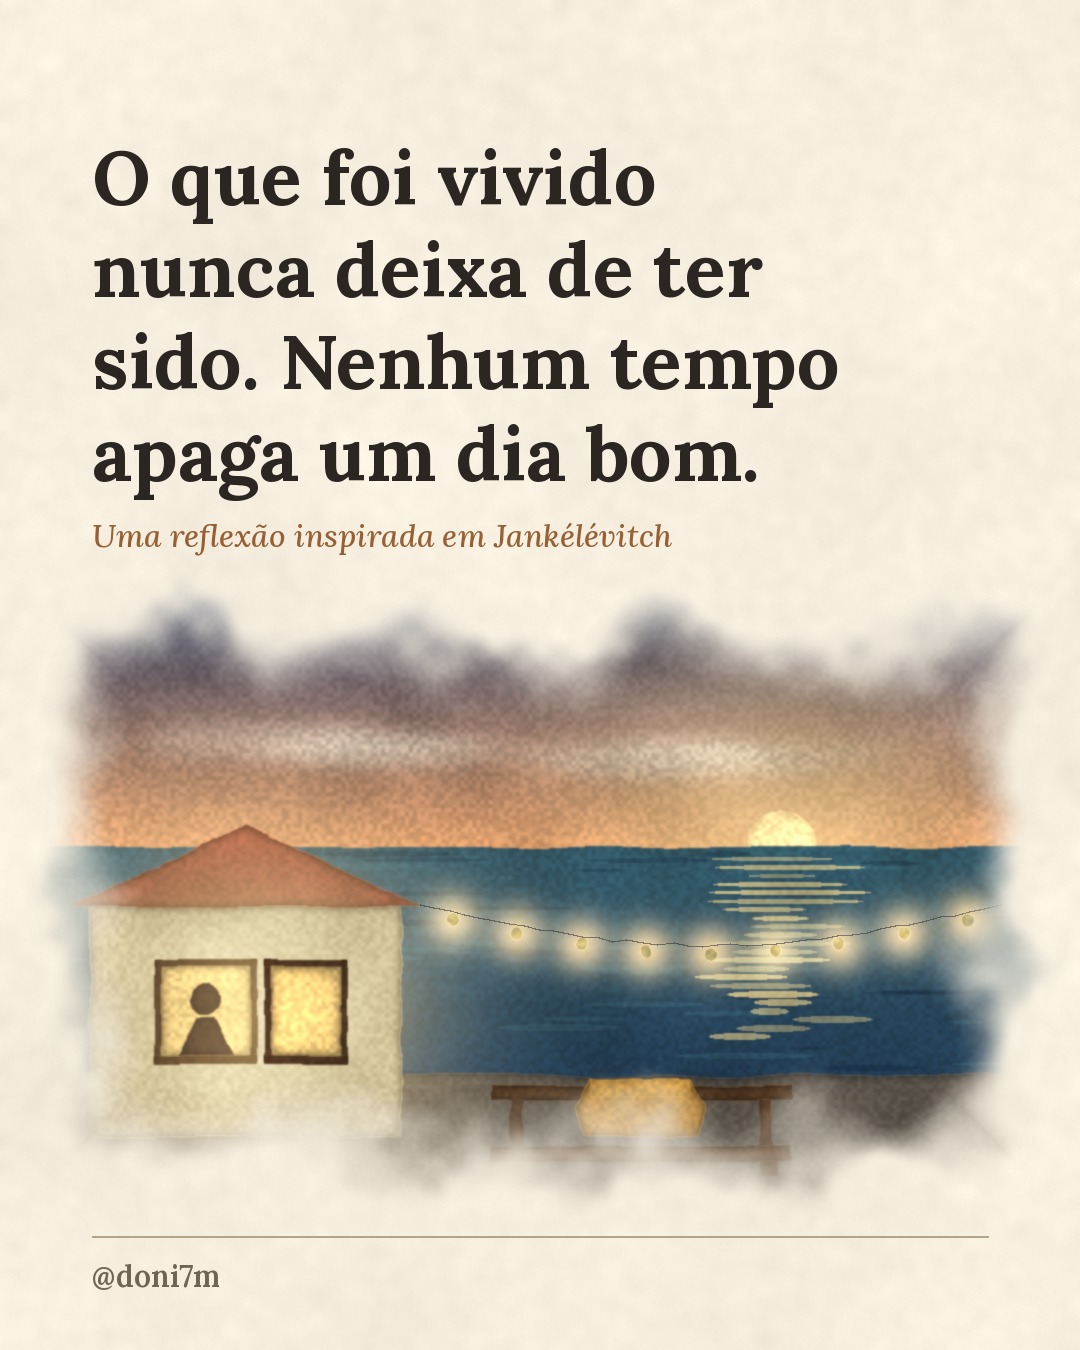 O que foi vivido
nunca deixa de ter
sido. Nenhum tempo
apaga um dia bom.
Uma reflexão inspirada em Jankélévitch
@doni7m